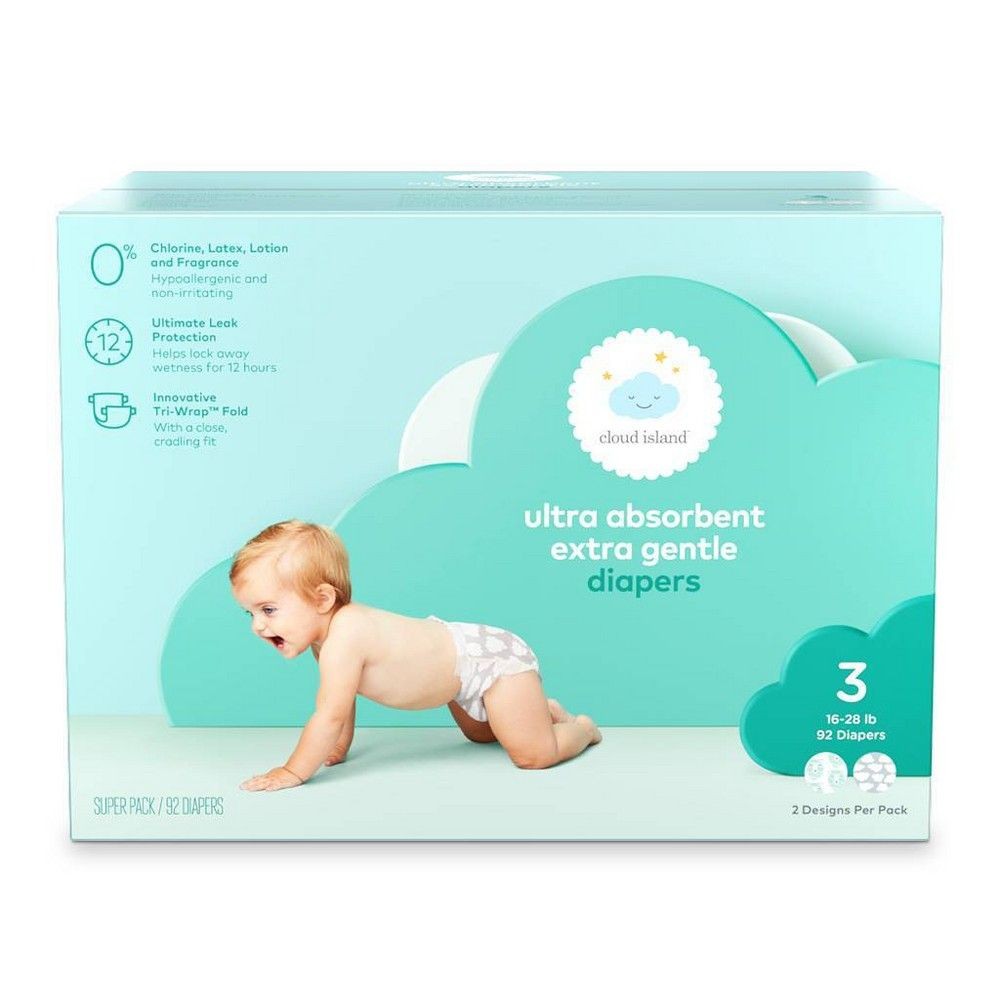 0%
Chlorine, Latex, Lotion
and Fragrance
Hypoallergenic and
non-irritating
12
Ultimate Leak
Protection
Helps lock away
wetness for 12 hours
Innovative
Tri-Wrap™ Fold
With a close,
cradling fit
cloud island™
ultra absorbent
extra gentle
diapers
3
16-28 lb
92 Diapers
2 Designs Per Pack
SUPER PACK / 92 DIAPERS